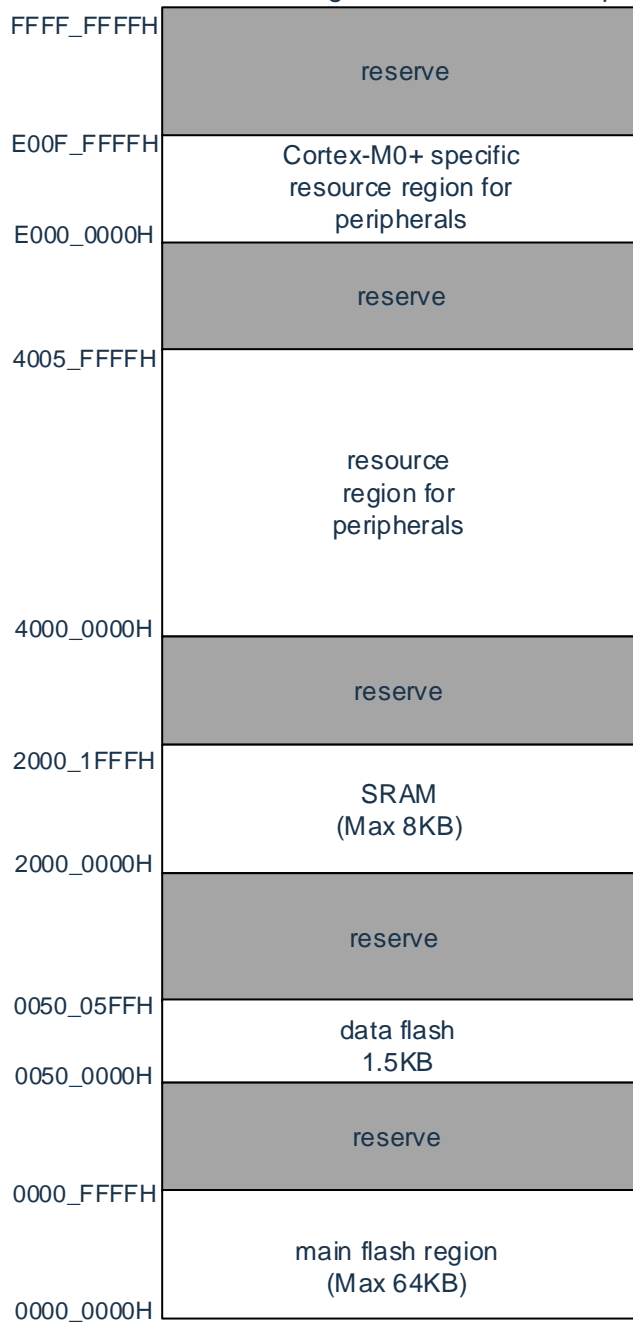 FFFF_FFFFH
reserve
E00F_FFFFH
Cortex-M0+ specific
resource region for
peripherals
E000_0000H
reserve
4005_FFFFH
resource
region for
peripherals
4000_0000H
reserve
2000_1FFFH
SRAM
(Max 8KB)
2000_0000H
reserve
0050_05FFH
data flash
1.5KB
0050_0000H
reserve
0000_FFFFH
main flash region
(Max 64KB)
0000_0000H